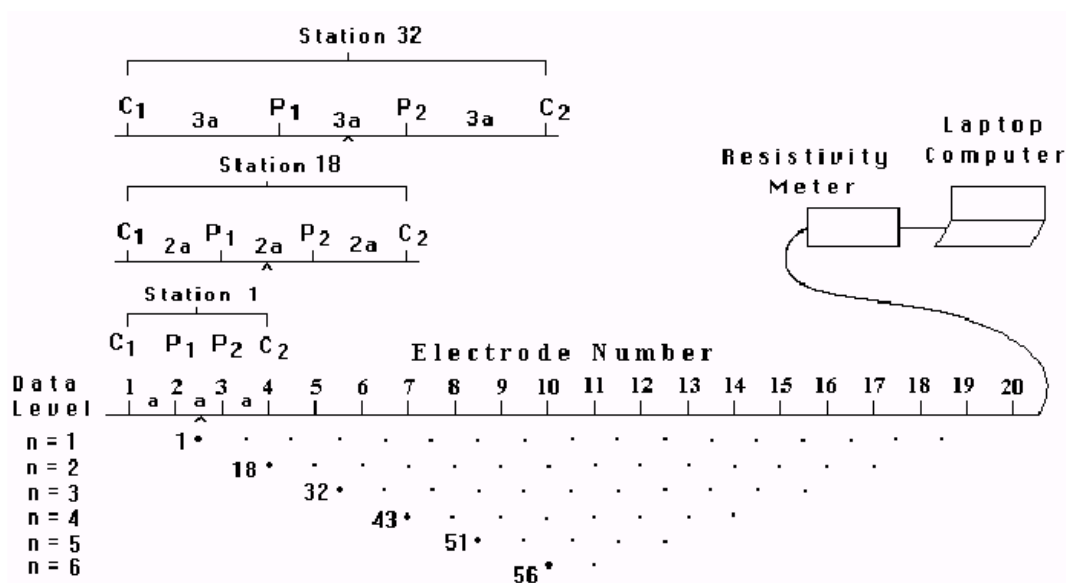 Station 32
C1 3a P1 3a P2 3a C2
Laptop
Computer
Resistivity
Meter
Station 18
C1 2a P1 2a P2 2a C2
Station 1
C1 P1 P2 C2
Electrode Number
Data
Level
1 2 3 4 5 6 7 8 9 10 11 12 13 14 15 16 17 18 19 20
a a a
n = 1 1
n = 2 18
n = 3 32
n = 4 43
n = 5 51
n = 6 56